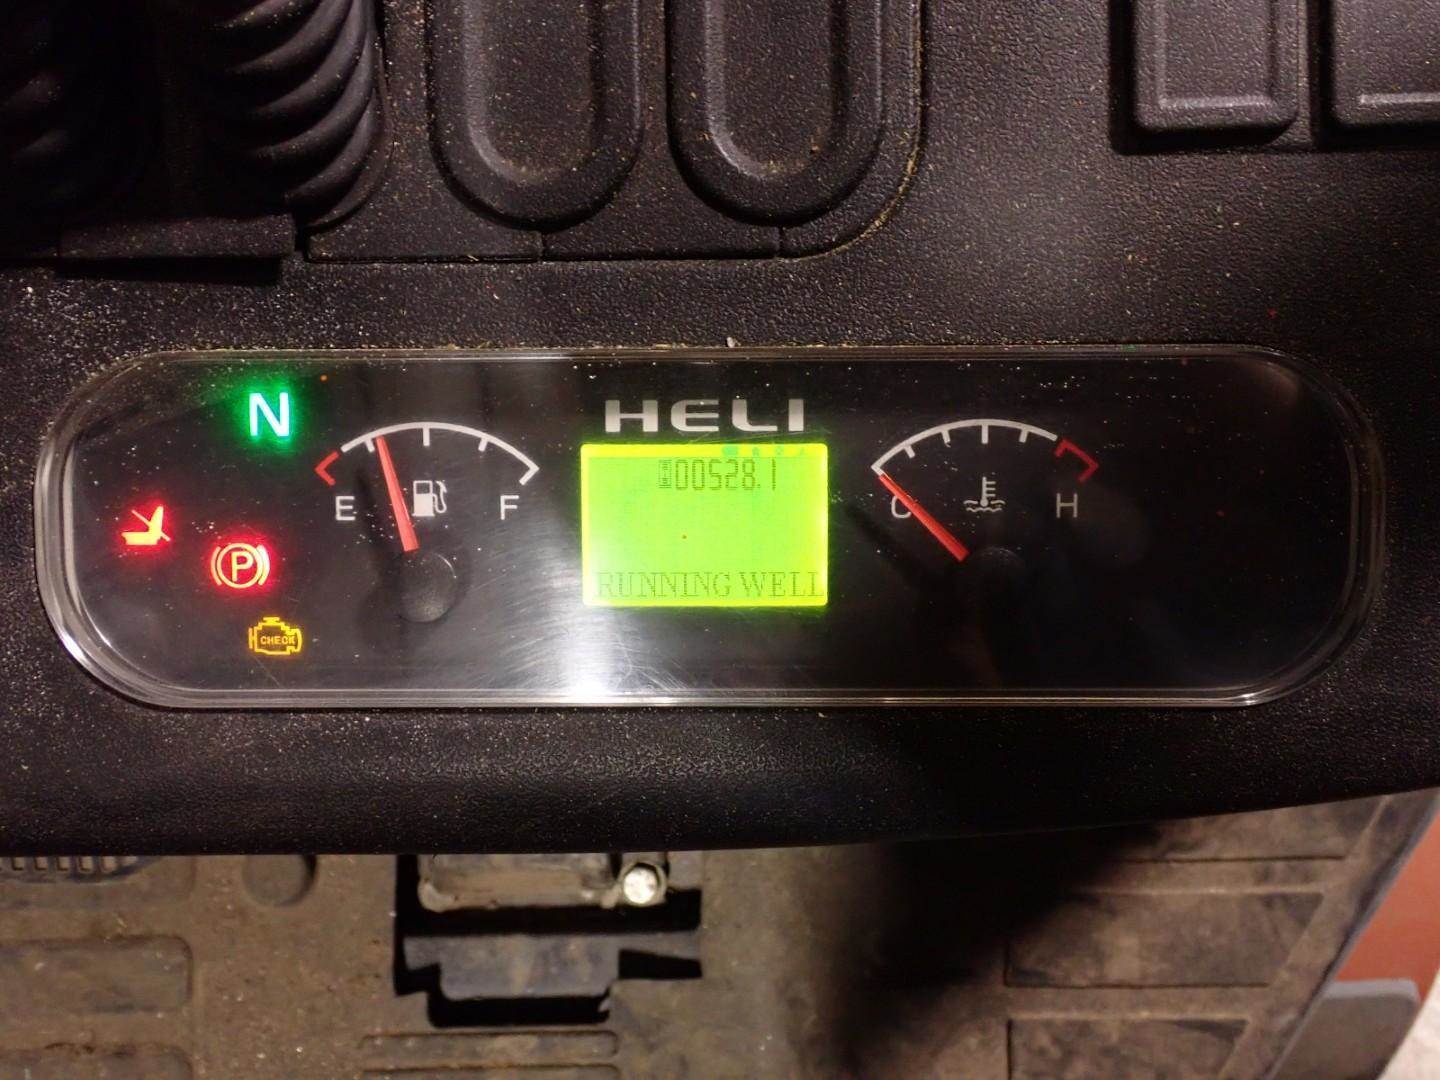 N
HELI
00528.1
E
F
C
H
P
RUNNING WELL
CHECK